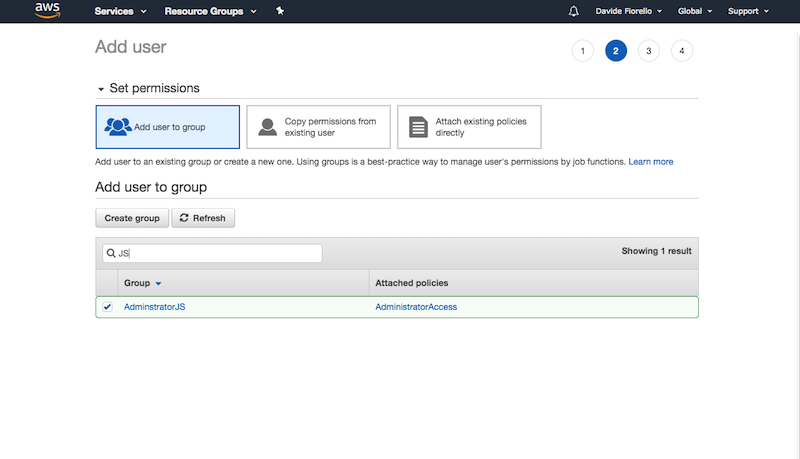 aws Services Resource Groups Davide Fiorello Global Support
Add user 1 2 3 4
Set permissions
Add user to group
Copy permissions from
existing user
Attach existing policies
directly
Add user to an existing group or create a new one. Using groups is a best-practice way to manage user's permissions by job functions. Learn more
Add user to group
Create group Refresh
JS Showing 1 result
Group Attached policies
AdminstratorJS AdministratorAccess